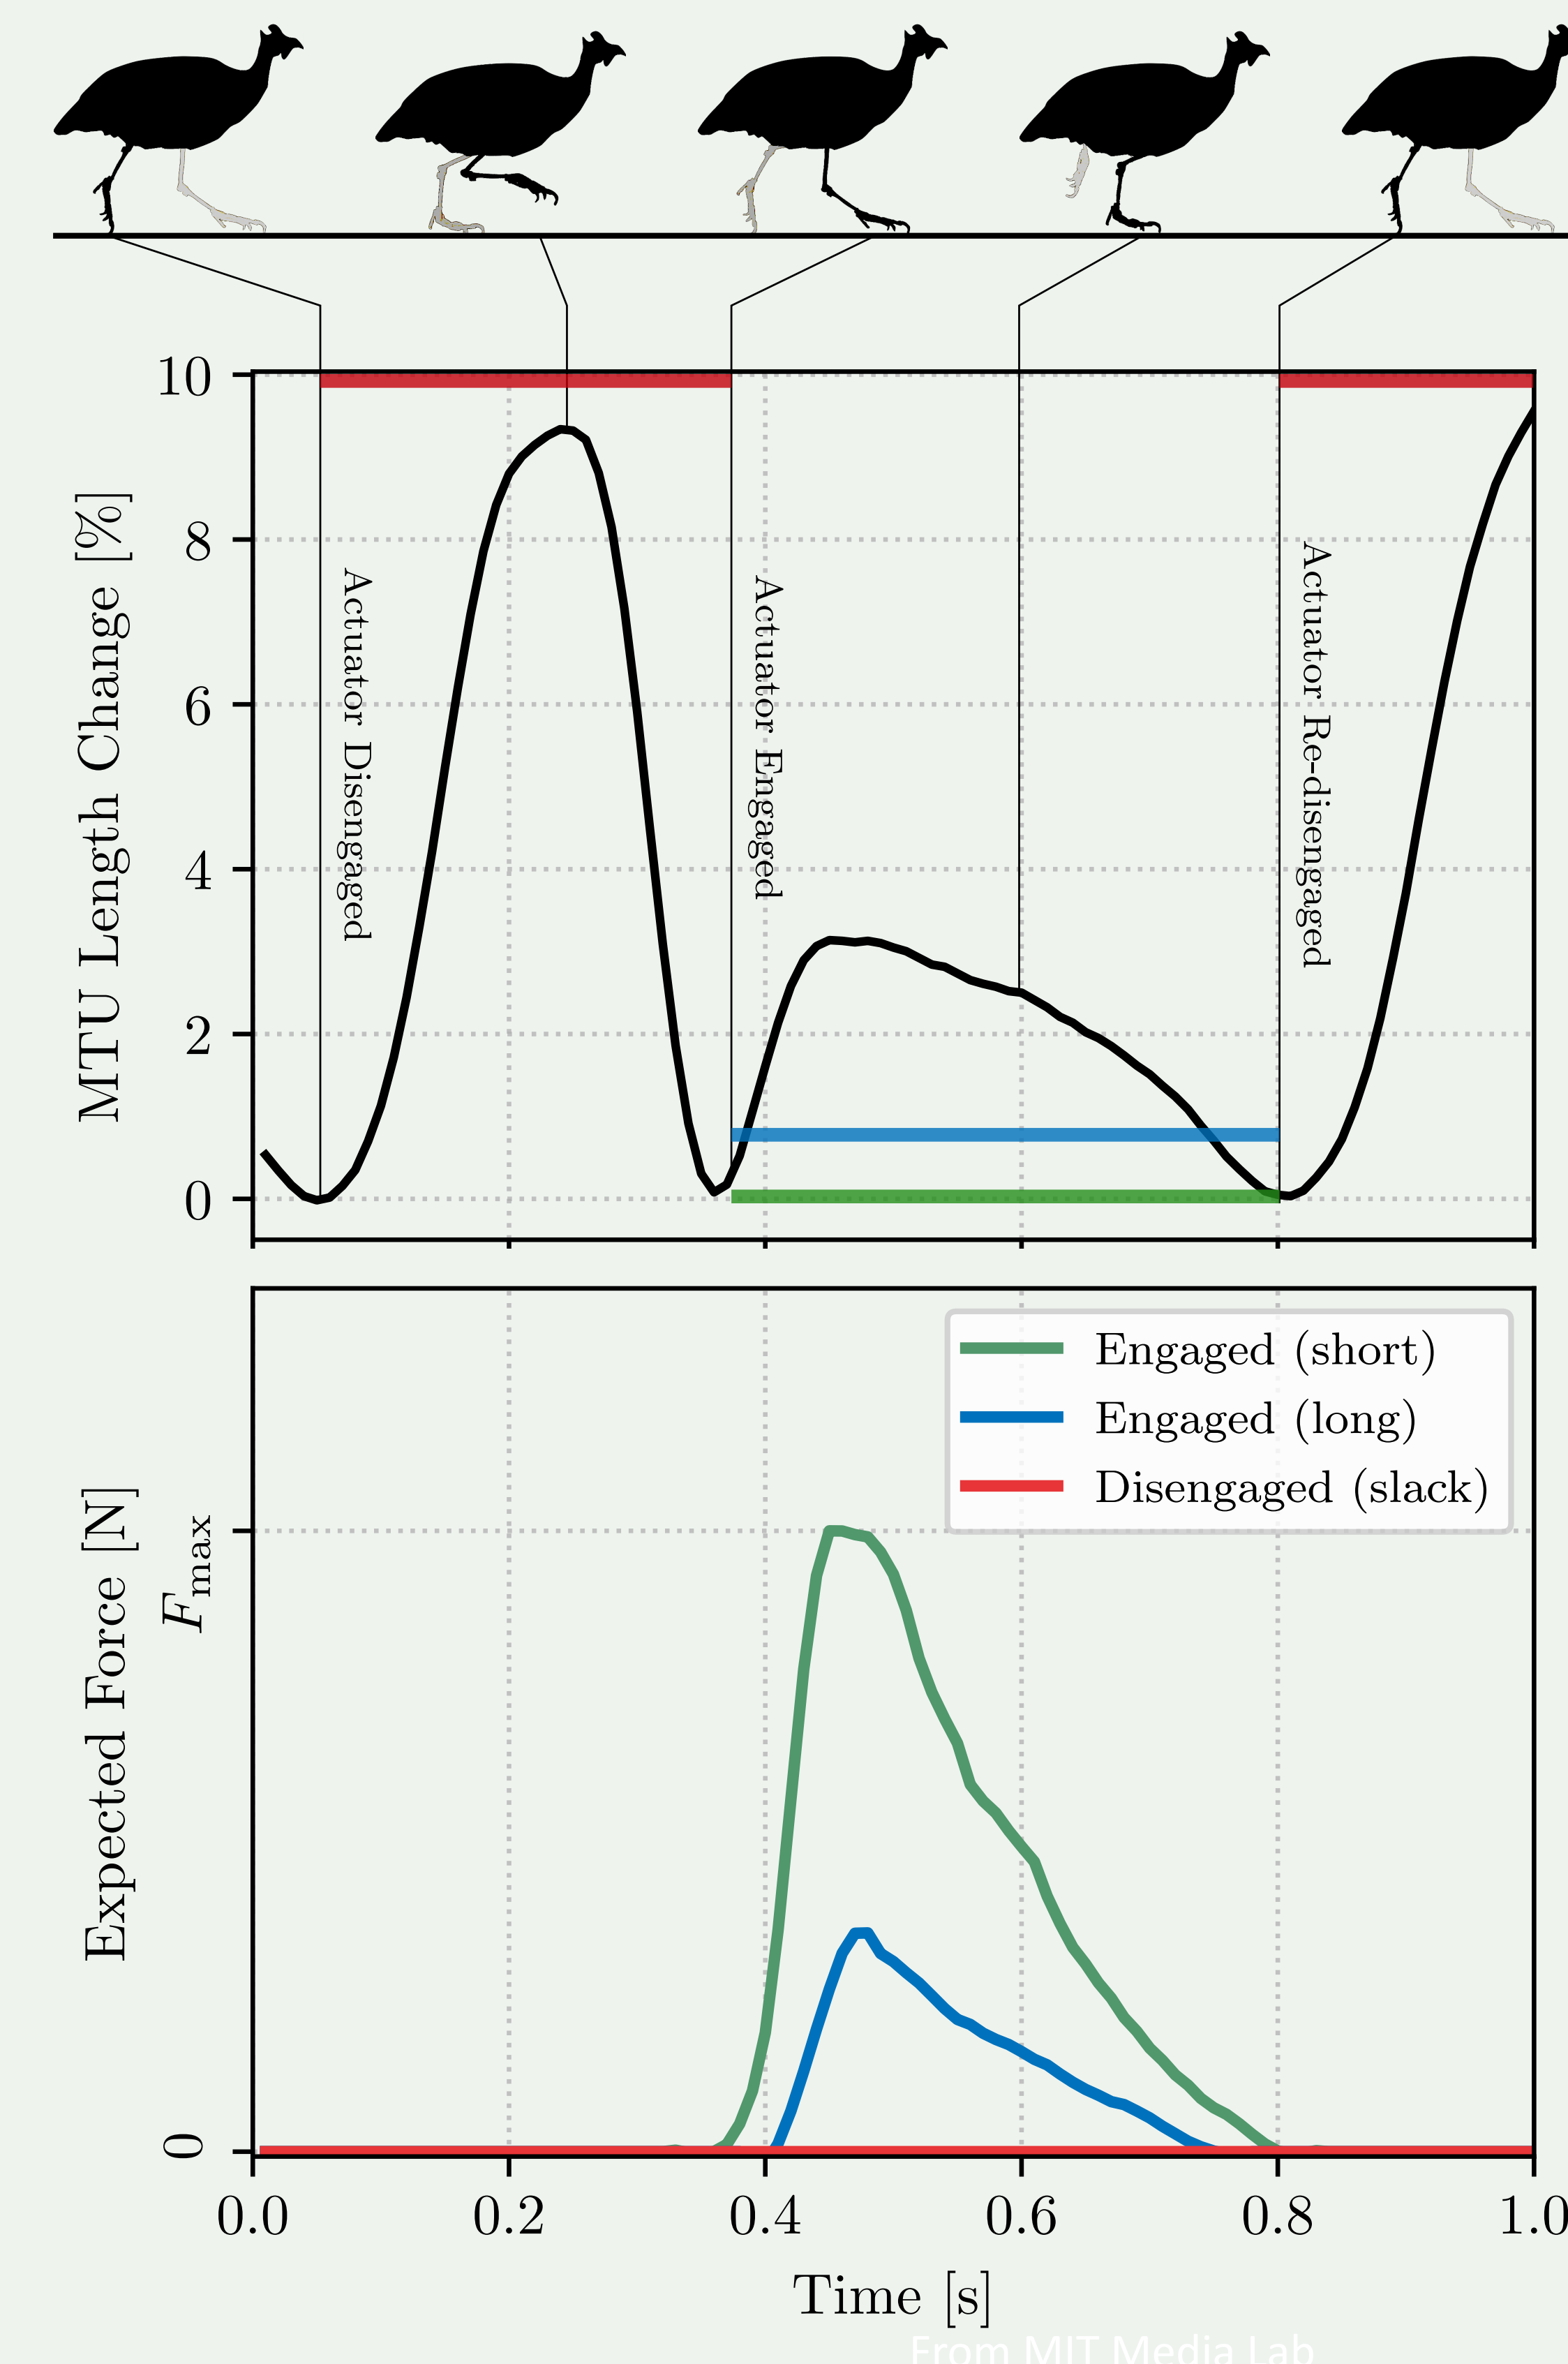 10
8
6
4
2
0
MTU Length Change [%]
Actuator Disengaged
Actuator Engaged
Actuator Re-disengaged
Engaged (short)
Engaged (long)
Disengaged (slack)
Expected Force [N]
Fmax
0
0.0 0.2 0.4 0.6 0.8 1.0
Time [s]
From MIT Media Lab